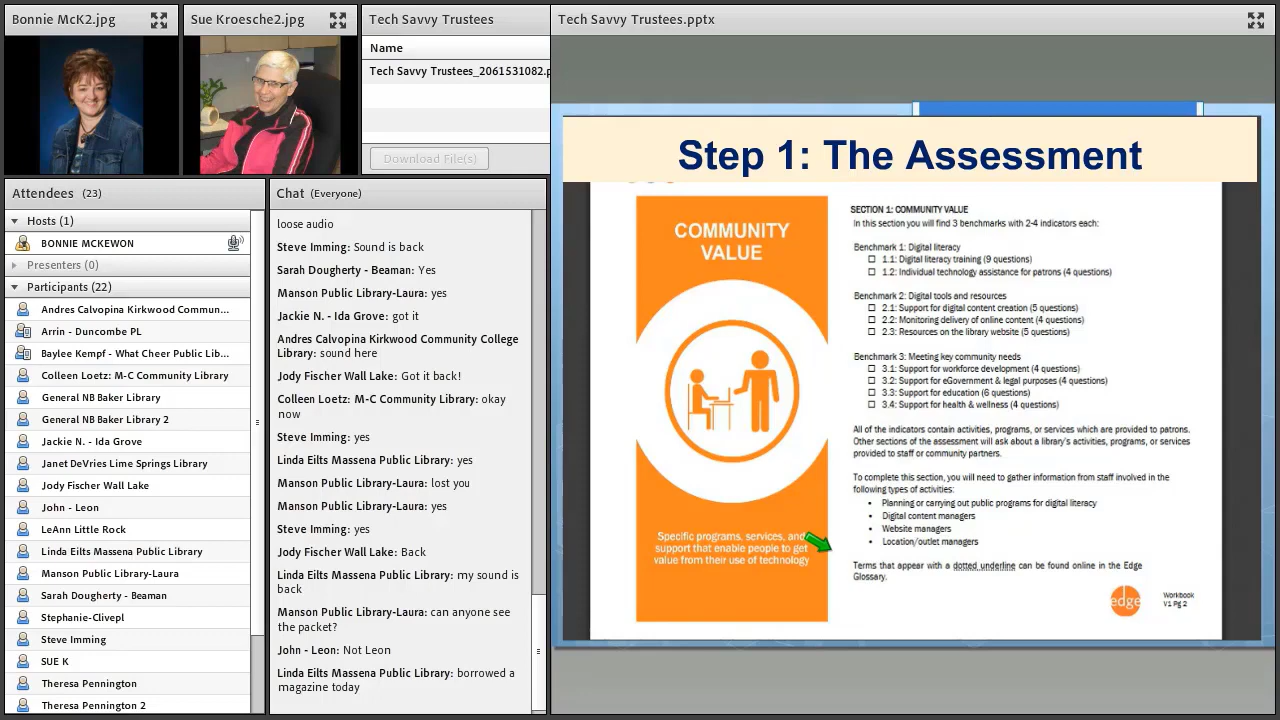 Bonnie McK2.jpg
Sue Kroesche2.jpg
Tech Savvy Trustees
Name
Tech Savvy Trustees_2061531082.p
Download File(s)
Attendees (23)
Hosts (1)
BONNIE MCKEWON
Presenters (0)
Participants (22)
Andres Calvopina Kirkwood Commun...
Arrin - Duncombe PL
Baylee Kempf - What Cheer Public Lib...
Colleen Loetz: M-C Community Library
General NB Baker Library
General NB Baker Library 2
Jackie N. - Ida Grove
Janet DeVries Lime Springs Library
Jody Fischer Wall Lake
John - Leon
LeAnn Little Rock
Linda Eilts Massena Public Library
Manson Public Library-Laura
Sarah Dougherty - Beaman
Stephanie-Clivepl
Steve Imming
SUE K
Theresa Pennington
Theresa Pennington 2
Chat (Everyone)
loose audio
Steve Imming: Sound is back
Sarah Dougherty - Beaman: Yes
Manson Public Library-Laura: yes
Jackie N. - Ida Grove: got it
Andres Calvopina Kirkwood Community College
Library: sound here
Jody Fischer Wall Lake: Got it back!
Colleen Loetz: M-C Community Library: okay
now
Steve Imming: yes
Linda Eilts Massena Public Library: yes
Manson Public Library-Laura: lost you
Manson Public Library-Laura: yes
Steve Imming: yes
Jody Fischer Wall Lake: Back
Linda Eilts Massena Public Library: my sound is
back
Manson Public Library-Laura: can anyone see
the packet?
John - Leon: Not Leon
Linda Eilts Massena Public Library: borrowed a
magazine today
Tech Savvy Trustees.pptx
Step 1: The Assessment
COMMUNITY
VALUE
Specific programs, services, and
support that enable people to get
value from their use of technology
SECTION 1: COMMUNITY VALUE
In this section you will find 3 benchmarks with 2-4 indicators each:
Benchmark 1: Digital literacy
1.1: Digital literacy training (9 questions)
1.2: Individual technology assistance for patrons (4 questions)
Benchmark 2: Digital tools and resources
2.1: Support for digital content creation (5 questions)
2.2: Monitoring delivery of online content (4 questions)
2.3: Resources on the library website (5 questions)
Benchmark 3: Meeting key community needs
3.1: Support for workforce development (4 questions)
3.2: Support for eGovernment & legal purposes (4 questions)
3.3: Support for education (6 questions)
3.4: Support for health & wellness (4 questions)
All of the indicators contain activities, programs, or services which are provided to patrons.
Other sections of the assessment will ask about a library's activities, programs, or services
provided to staff or community partners.
To complete this section, you will need to gather information from staff involved in the
following types of activities:
• Planning or carrying out public programs for digital literacy
• Digital content managers
• Website managers
• Location/outlet managers
Terms that appear with a dotted underline can be found online in the Edge
Glossary.
edge
Workbook
V1 Pg 2